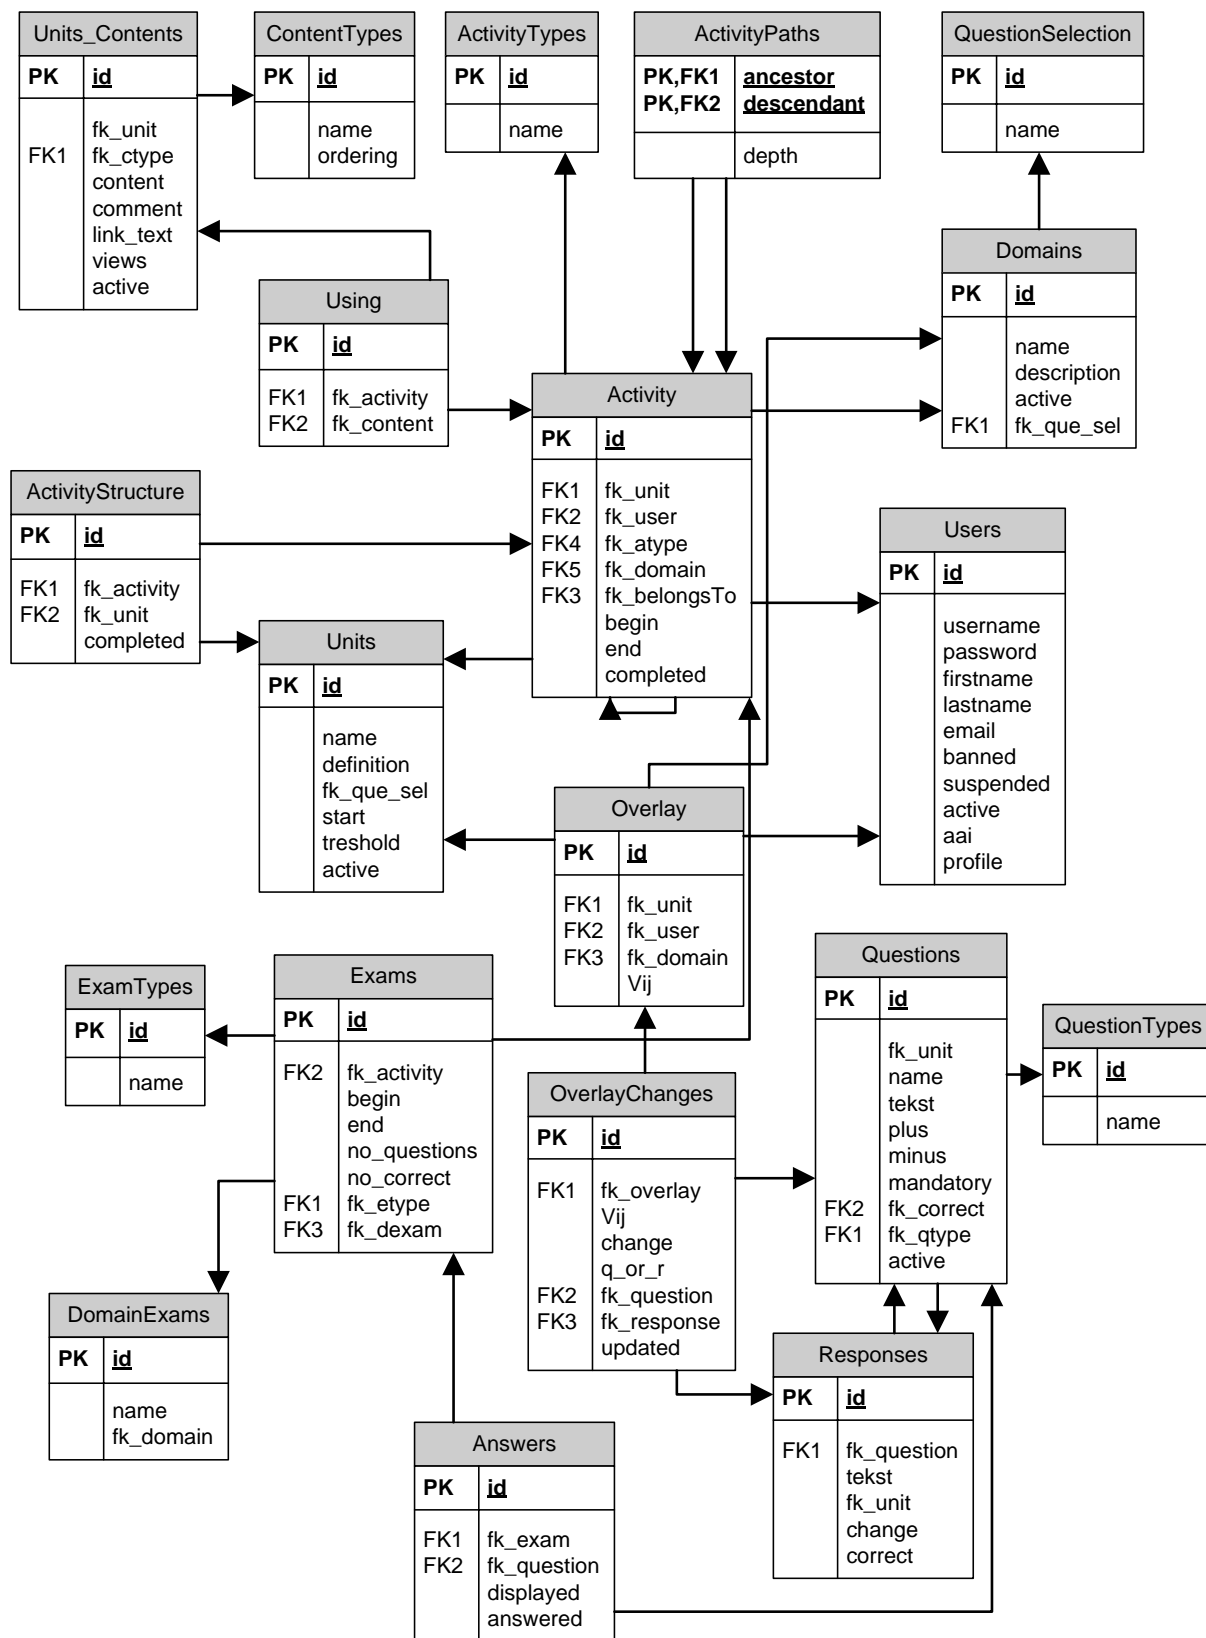 Units_Contents
PK id
fk_unit
FK1 fk_ctype
content
comment
link_text
views
active
ContentTypes
PK id
name
ordering
ActivityTypes
PK id
name
ActivityPaths
PK,FK1 ancestor
PK,FK2 descendant
depth
QuestionSelection
PK id
name
Using
PK id
FK1 fk_activity
FK2 fk_content
Domains
PK id
name
description
active
FK1 fk_que_sel
Activity
PK id
FK1 fk_unit
FK2 fk_user
FK4 fk_atype
FK5 fk_domain
FK3 fk_belongsTo
begin
end
completed
ActivityStructure
PK id
FK1 fk_activity
FK2 fk_unit
completed
Users
PK id
username
password
firstname
lastname
email
banned
suspended
active
aai
profile
Units
PK id
name
definition
fk_que_sel
start
treshold
active
Overlay
PK id
FK1 fk_unit
FK2 fk_user
FK3 fk_domain
Vij
ExamTypes
PK id
name
Exams
PK id
FK2 fk_activity
begin
end
no_questions
no_correct
FK1 fk_etype
FK3 fk_dexam
Questions
PK id
fk_unit
name
tekst
plus
minus
mandatory
FK2 fk_correct
FK1 fk_qtype
active
QuestionTypes
PK id
name
OverlayChanges
PK id
FK1 fk_overlay
Vij
change
q_or_r
FK2 fk_question
FK3 fk_response
updated
DomainExams
PK id
name
fk_domain
Responses
PK id
FK1 fk_question
tekst
fk_unit
change
correct
Answers
PK id
FK1 fk_exam
FK2 fk_question
displayed
answered